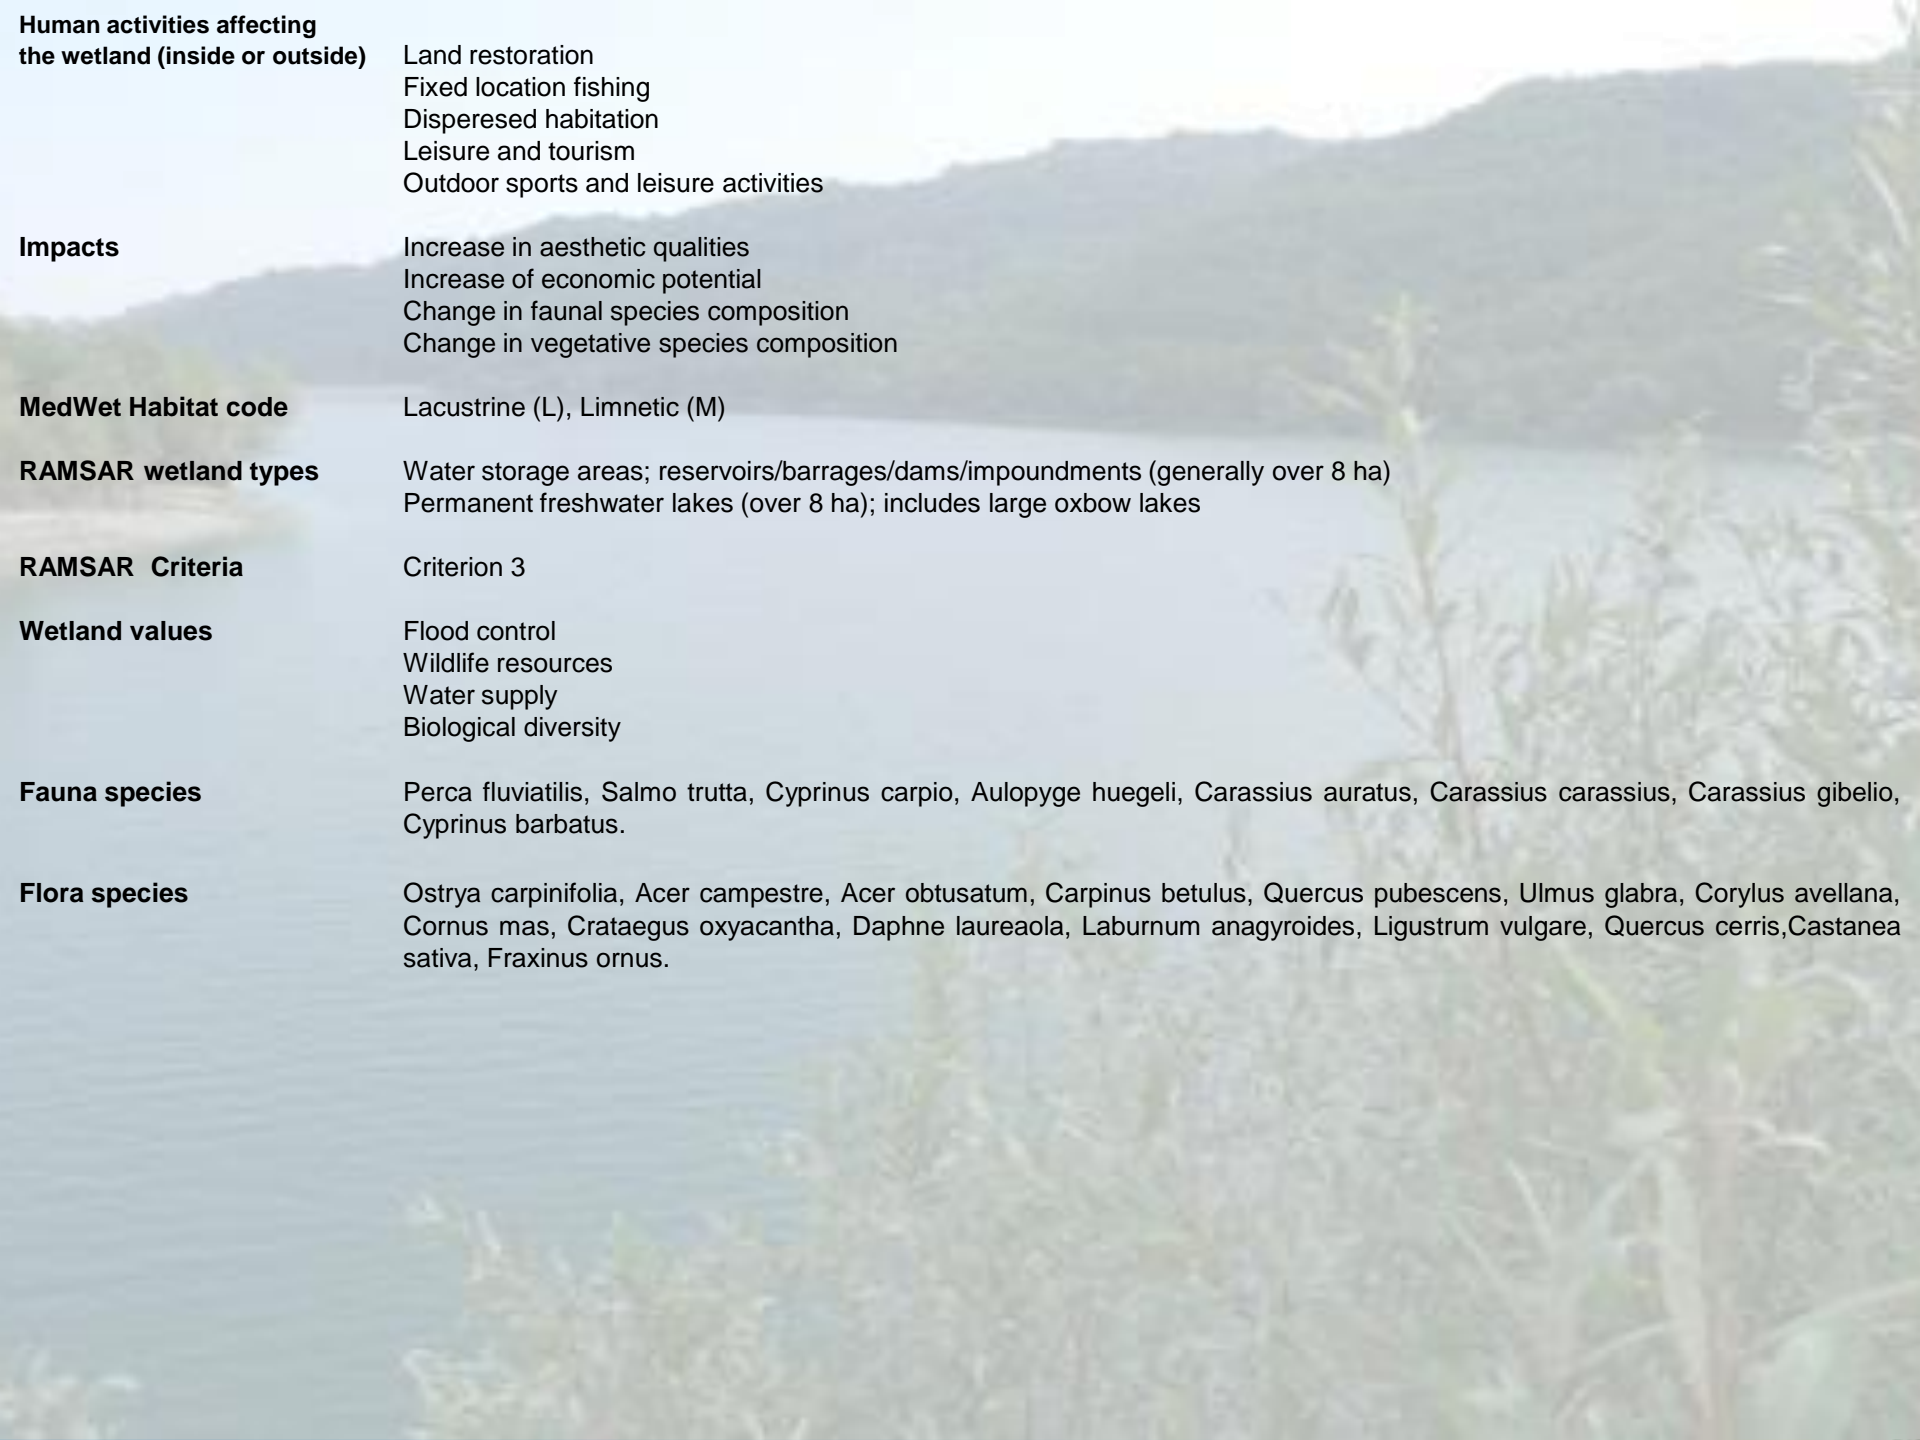 Human activities affecting
the wetland (inside or outside) Land restoration
Fixed location fishing
Disperesed habitation
Leisure and tourism
Outdoor sports and leisure activities
Impacts Increase in aesthetic qualities
Increase of economic potential
Change in faunal species composition
Change in vegetative species composition
MedWet Habitat code Lacustrine (L), Limnetic (M)
RAMSAR wetland types Water storage areas; reservoirs/barrages/dams/impoundments (generally over 8 ha)
Permanent freshwater lakes (over 8 ha); includes large oxbow lakes
RAMSAR Criteria Criterion 3
Wetland values Flood control
Wildlife resources
Water supply
Biological diversity
Fauna species Perca fluviatilis, Salmo trutta, Cyprinus carpio, Aulopyge huegeli, Carassius auratus, Carassius carassius, Carassius gibelio,
Cyprinus barbatus.
Flora species Ostrya carpinifolia, Acer campestre, Acer obtusatum, Carpinus betulus, Quercus pubescens, Ulmus glabra, Corylus avellana,
Cornus mas, Crataegus oxyacantha, Daphne laureaola, Laburnum anagyroides, Ligustrum vulgare, Quercus cerris,Castanea
sativa, Fraxinus ornus.